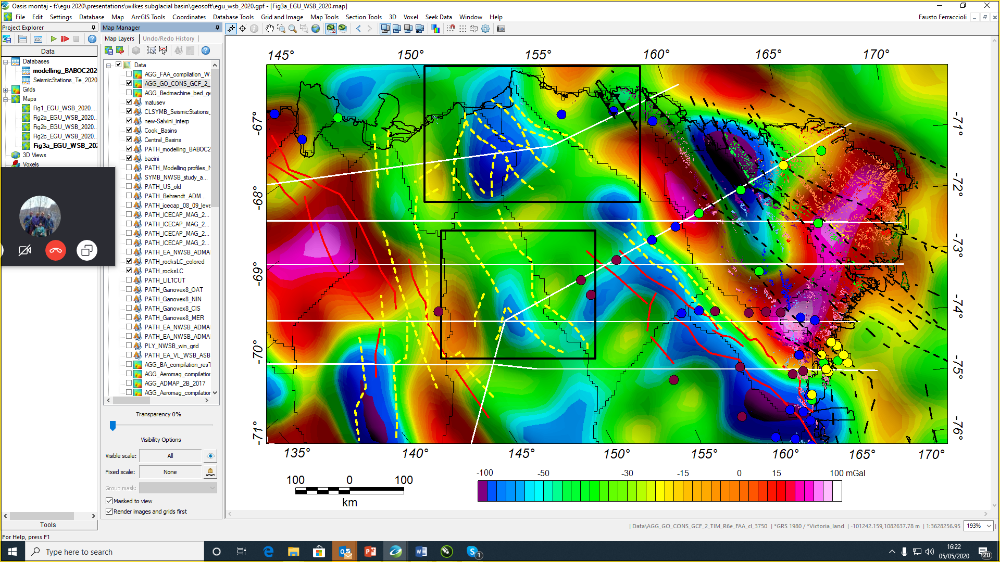 Oasis montaj - f:\egu 2020\presentations\wilkes subglacial basin\geosoft\egu_wsb_2020.gpf - [Fig3a_EGU_WSB_2020.map]
File Edit Settings Database Map ArcGIS Tools Coordinates Database Tools Grid and Image Map Tools Section Tools 3D Voxel Seek Data Window Help Fausto Ferraccioli
Project Explorer
Map Manager
Map Layers Undo/Redo History
GX
Data
Databases
modelling_BABOC202
SeismicStations_Te_2020
Grids
Maps
Fig1_EGU_WSB_2020....
Fig2a_EGU_WSB_2020...
Fig2b_EGU_WSB_2020...
Fig2c_EGU_WSB_2020...
Fig3a_EGU_WSB_202
3D Views
Voxels
Tools
For Help, press F1
Data
AGG_FAA_compilation_W
AGG_GO_CONS_GCF_2_
AGG_Bedmachine_bed_ge
matusev
CLSYMB_SeismicStations_
new-Salvini_interp
Cook_Basins
Central_Basins
PATH_modelling_BABOC2
bacini
PATH_Modelling profiles_N
SYMB_NWSB_study_a...
PATH_US_old
PATH_Behrendt_ADM...
PATH_icecap_08_09_leve
PATH_ICECAP_MAG_2...
PATH_ICECAP_MAG_2...
PATH_ICECAP_MAG_2...
PATH_ICECAP_MAG_2...
PATH_EA_NWSB_ADMA
PATH_rocksLC_colored
PATH_rocksLC
PATH_LIL1CUT
PATH_Ganovex8_OAT
PATH_Ganovex8_NIN
PATH_Ganovex8_CIS
PATH_Ganovex8_MER
PATH_EA_NWSB_ADMA
PATH_EA_NWSB_ADMA
PLY_NWSB_win_grid
PATH_EA_VL_WSB_ASB
AGG_BA_compilation_resT
AGG_Aeromag_compilation
AGG_ADMAP_2B_2017
AGG_Aeromag_compilation
Transparency 0%
Visibility Options
Visible scale: All
Fixed scale: None
Group mask:
Masked to view
Render images and grids first
145° 150° 155° 160° 165° 170°
-67°
-68°
-69°
-70°
-71°
-71°
-72°
-73°
-74°
-75°
-76°
135° 140° 145° 150° 155° 160° 165° 170°
100 0 100
km
-100 -50 -30 -15 0 15 100 mGal
| Data\AGG_GO_CONS_GCF_2_TIM_R6e_FAA_cl_3750 | *GRS 1980 / *Victoria_land | -101242.159,1082637.78 m | 1:3628256.95 193%
Type here to search
1
16:22
05/05/2020
20